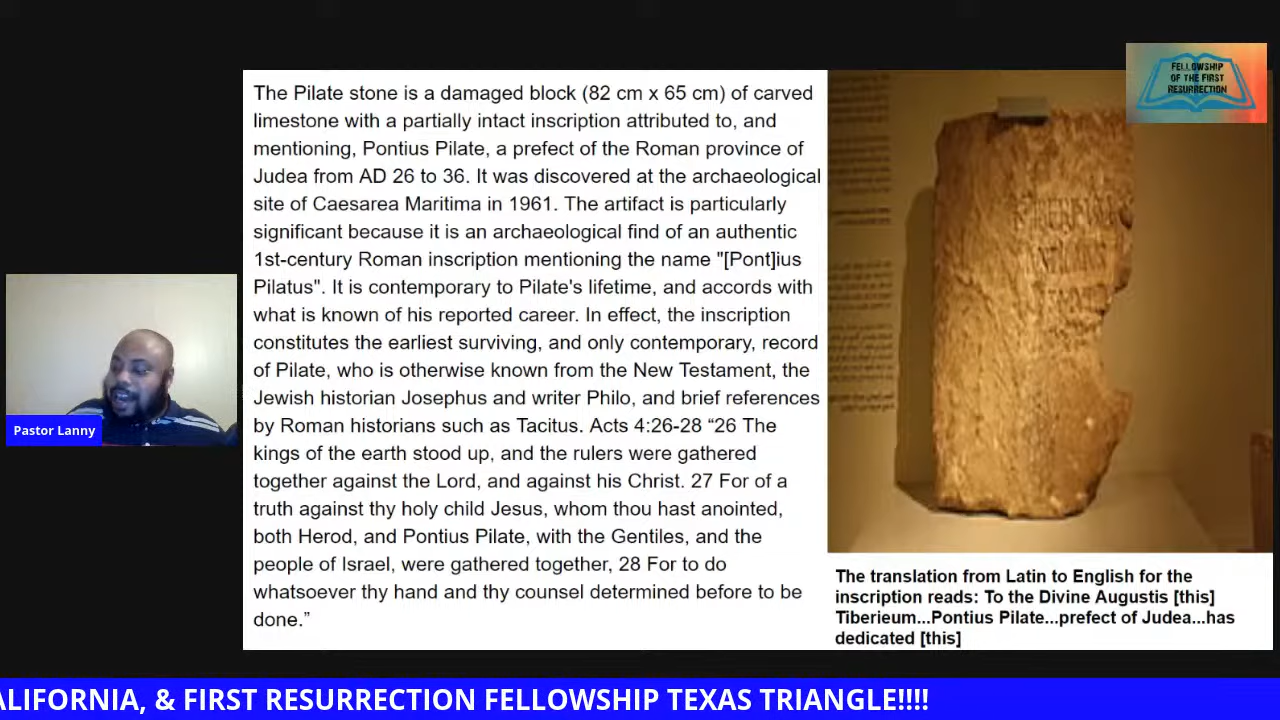 FELLOWSHIP
OF THE FIRST
RESURRECTION
The Pilate stone is a damaged block (82 cm x 65 cm) of carved
limestone with a partially intact inscription attributed to, and
mentioning, Pontius Pilate, a prefect of the Roman province of
Judea from AD 26 to 36. It was discovered at the archaeological
site of Caesarea Maritima in 1961. The artifact is particularly
significant because it is an archaeological find of an authentic
1st-century Roman inscription mentioning the name "[Pont]ius
Pilatus". It is contemporary to Pilate's lifetime, and accords with
what is known of his reported career. In effect, the inscription
constitutes the earliest surviving, and only contemporary, record
of Pilate, who is otherwise known from the New Testament, the
Jewish historian Josephus and writer Philo, and brief references
by Roman historians such as Tacitus. Acts 4:26-28 “26 The
kings of the earth stood up, and the rulers were gathered
together against the Lord, and against his Christ. 27 For of a
truth against thy holy child Jesus, whom thou hast anointed,
both Herod, and Pontius Pilate, with the Gentiles, and the
people of Israel, were gathered together, 28 For to do
whatsoever thy hand and thy counsel determined before to be
done.”
The translation from Latin to English for the
inscription reads: To the Divine Augustis [this]
Tiberieum...Pontius Pilate...prefect of Judea...has
dedicated [this]
Pastor Lanny
ALIFORNIA, & FIRST RESURRECTION FELLOWSHIP TEXAS TRIANGLE!!!!